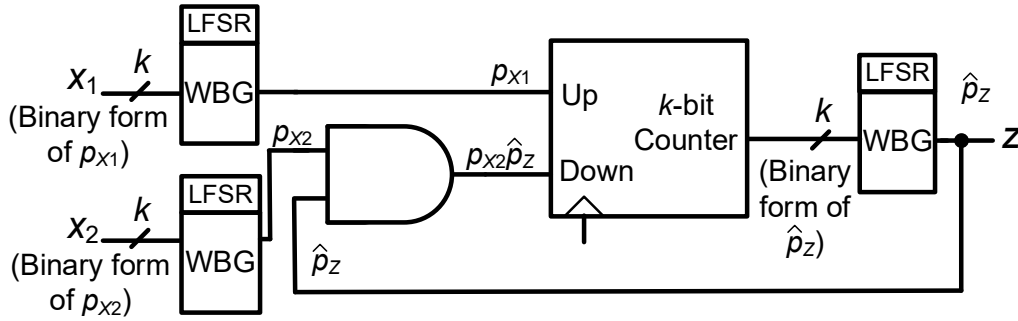 LFSR
x₁
k
WBG
(Binary form
of pX1)
pX1
Up
k-bit
Counter
Down
k
(Binary
form of
p̂Z)
LFSR
WBG
p̂Z
Z
pX2
pX2p̂Z
LFSR
x₂
k
WBG
(Binary form
of pX2)
p̂Z